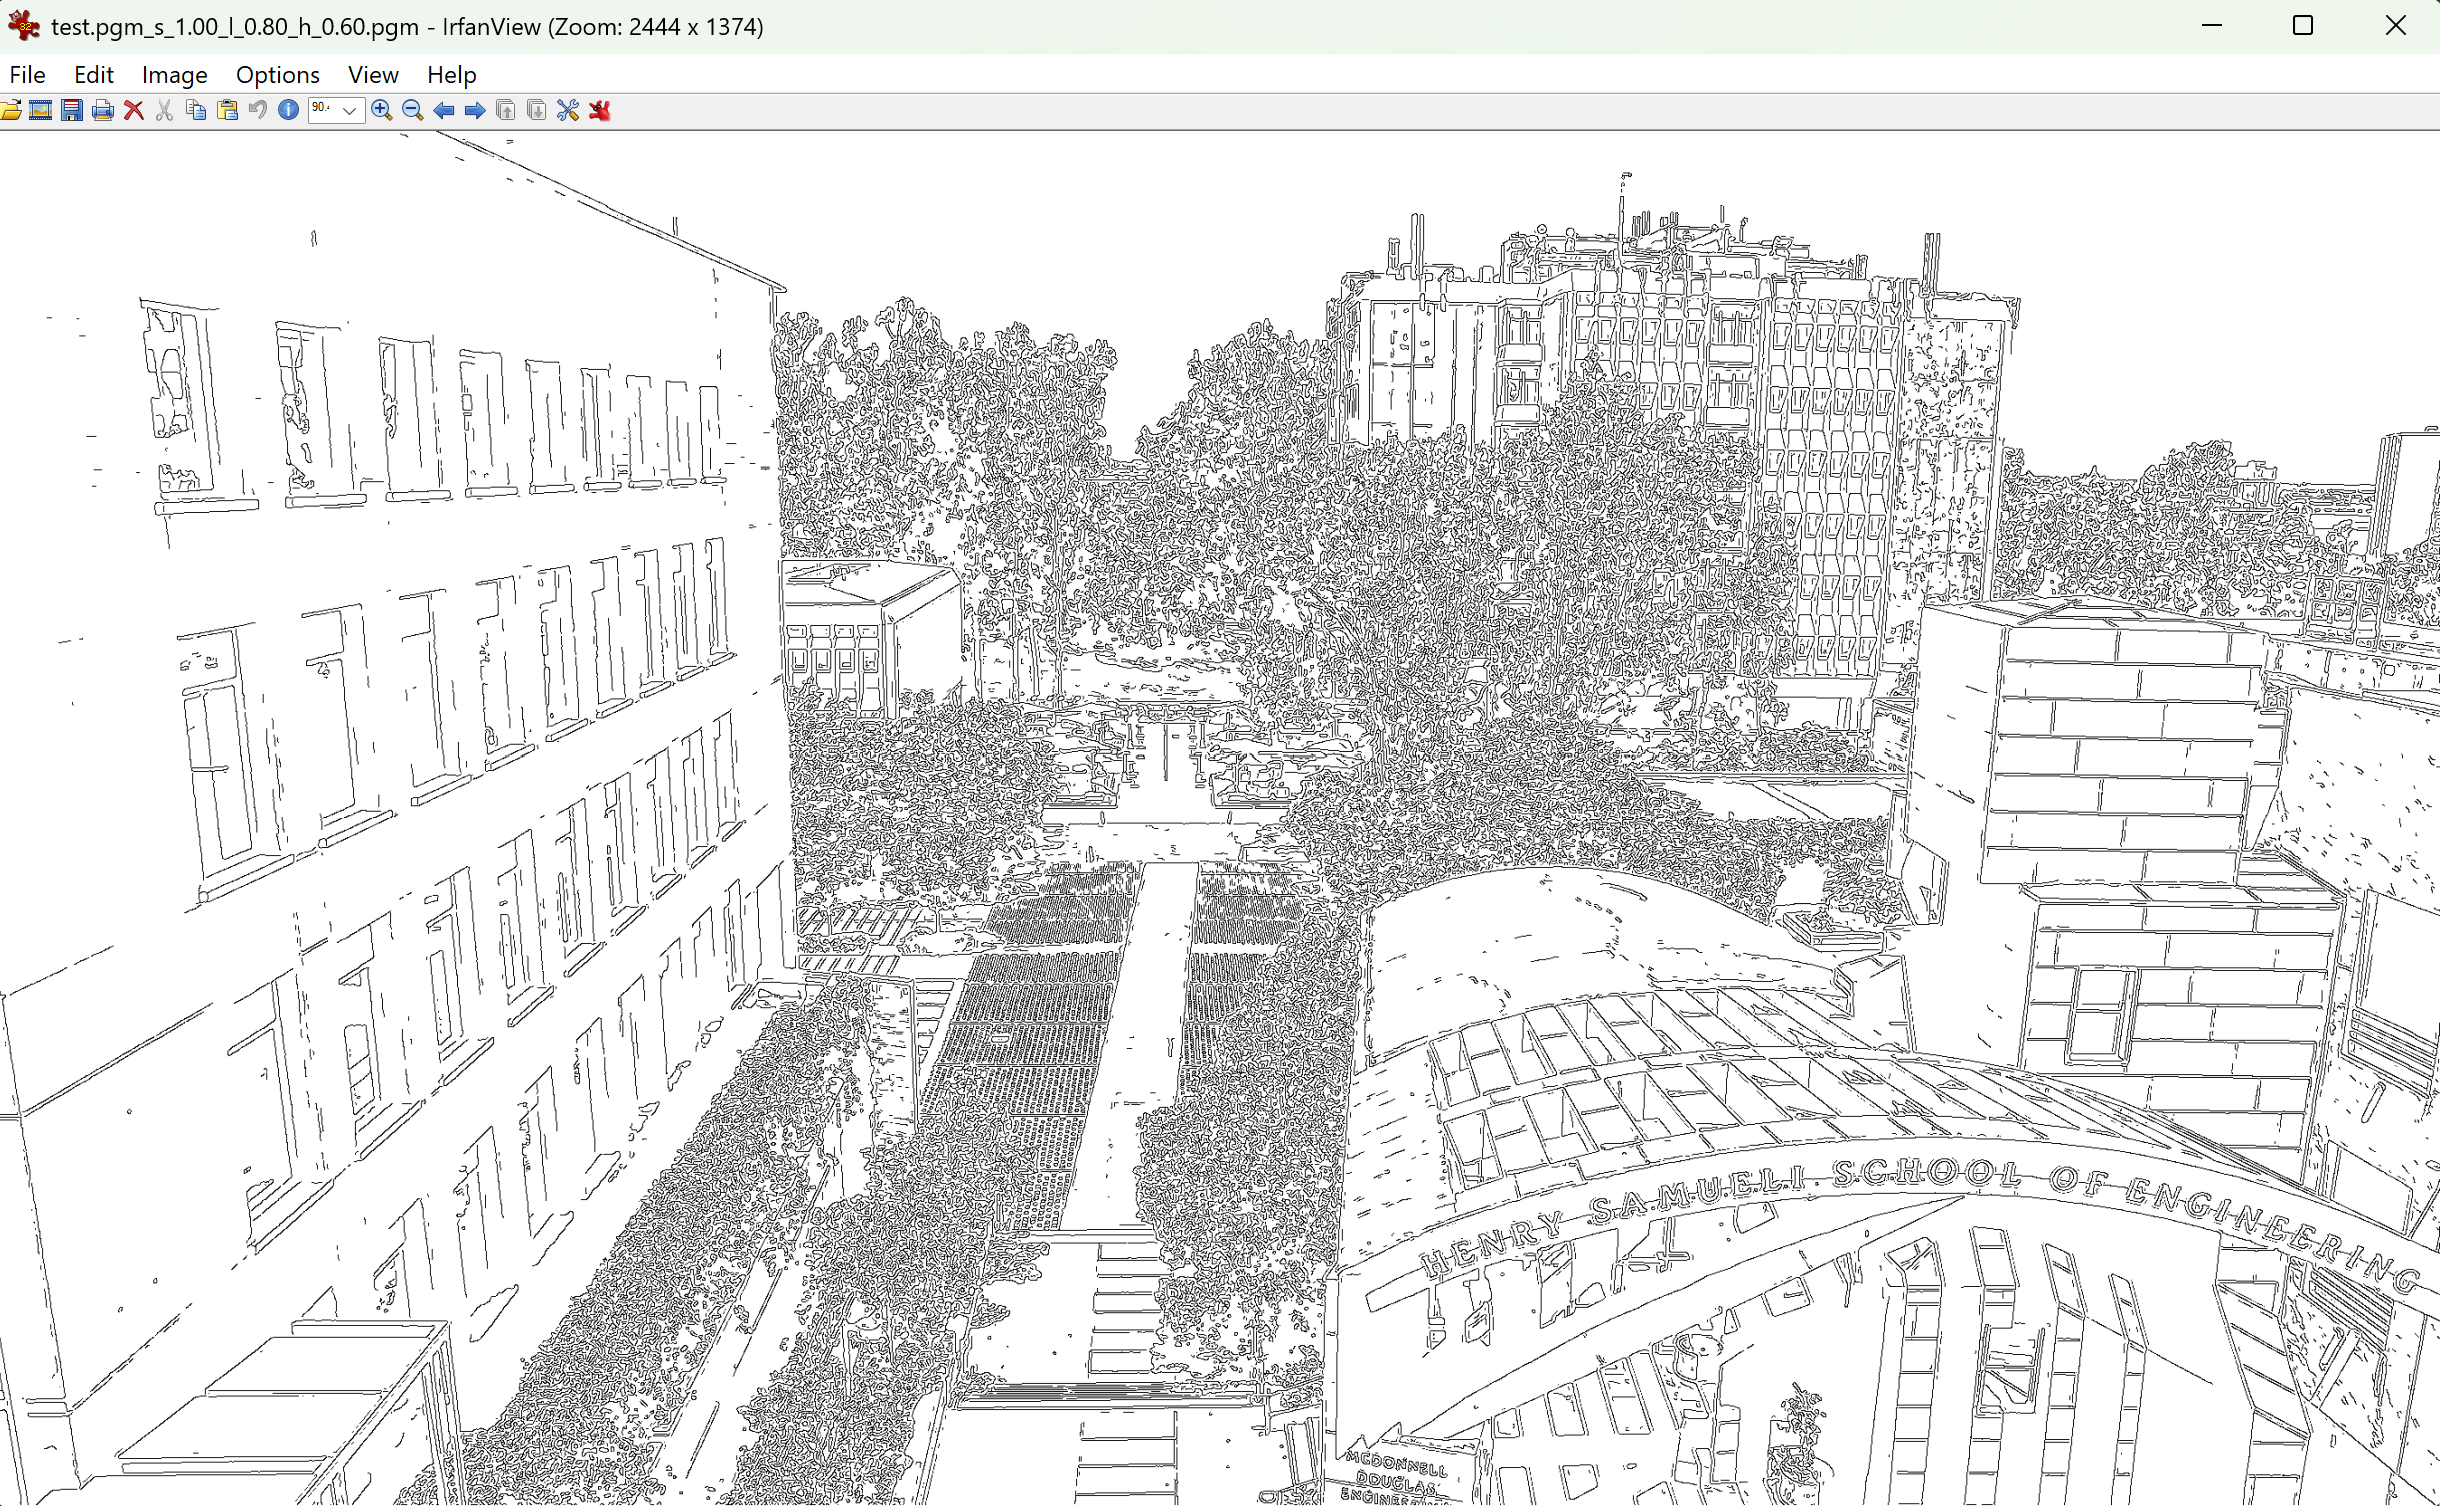 test.pgm_s_1.00_l_0.80_h_0.60.pgm - IrfanView (Zoom: 2444 x 1374)
File Edit Image Options View Help
90.
HENRY SAMUELI SCHOOL OF ENGINEERING
MCDONNELL
DOUGLAS